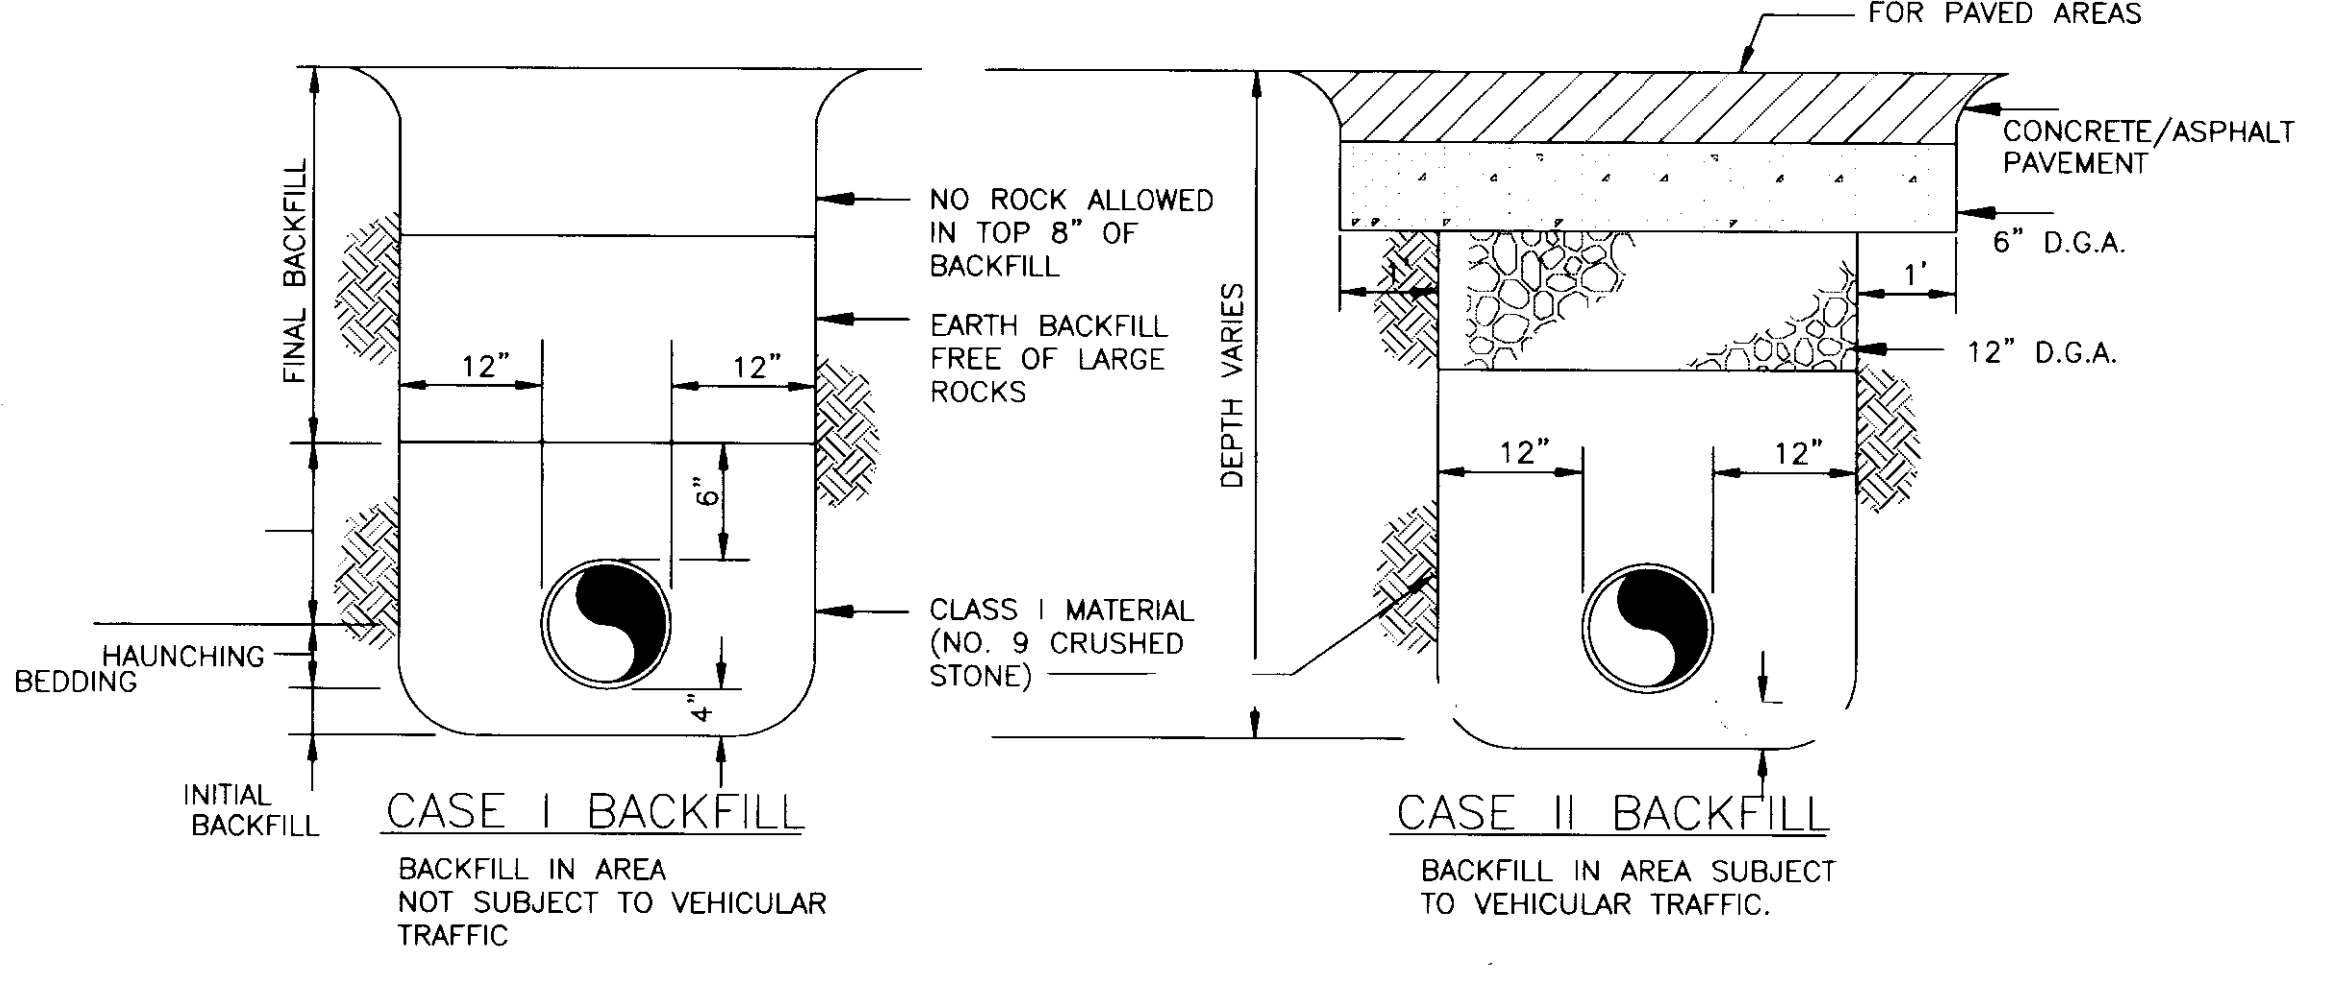 FOR PAVED AREAS
FINAL BACKFILL
NO ROCK ALLOWED
IN TOP 8" OF
BACKFILL
EARTH BACKFILL
FREE OF LARGE
ROCKS
12"
12"
6"
CLASS I MATERIAL
(NO. 9 CRUSHED
STONE)
HAUNCHING
BEDDING
4"
INITIAL
BACKFILL
CASE I BACKFILL
BACKFILL IN AREA
NOT SUBJECT TO VEHICULAR
TRAFFIC
CONCRETE/ASPHALT
PAVEMENT
6" D.G.A.
1'
12" D.G.A.
DEPTH VARIES
12"
12"
CASE II BACKFILL
BACKFILL IN AREA SUBJECT
TO VEHICULAR TRAFFIC.